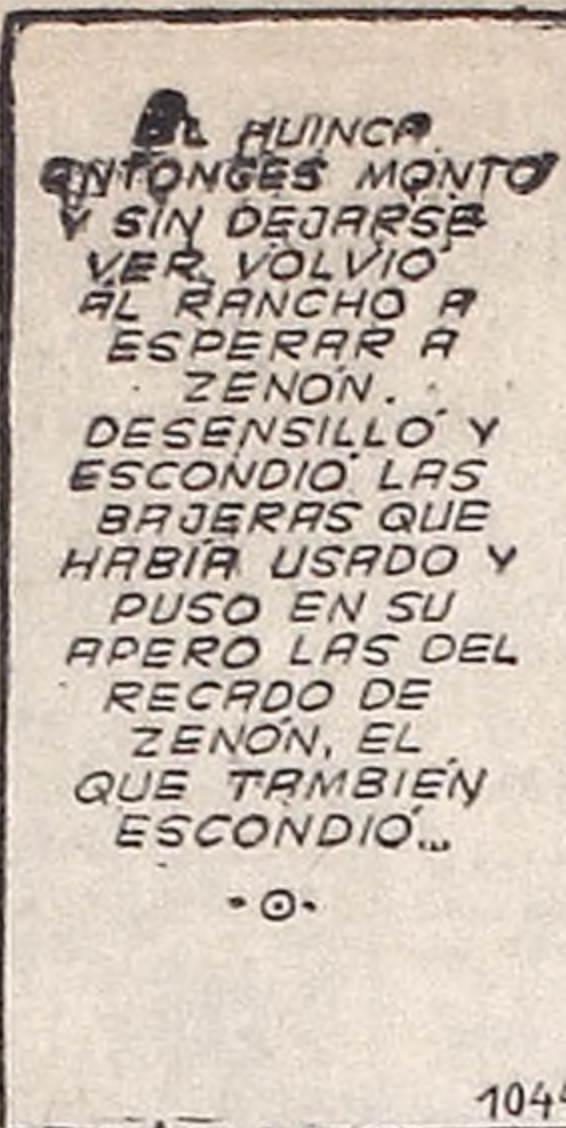 EL HUINCA
ENTONCES MONTÓ
Y SIN DEJARSE
VER, VOLVIÓ
AL RANCHO A
ESPERAR A
ZENÓN.
DESENSILLÓ Y
ESCONDIÓ LAS
BAJERAS QUE
HABÍA USADO Y
PUSO EN SU
APERO LAS DEL
RECADO DE
ZENÓN, EL
QUE TAMBIÉN
ESCONDIÓ...